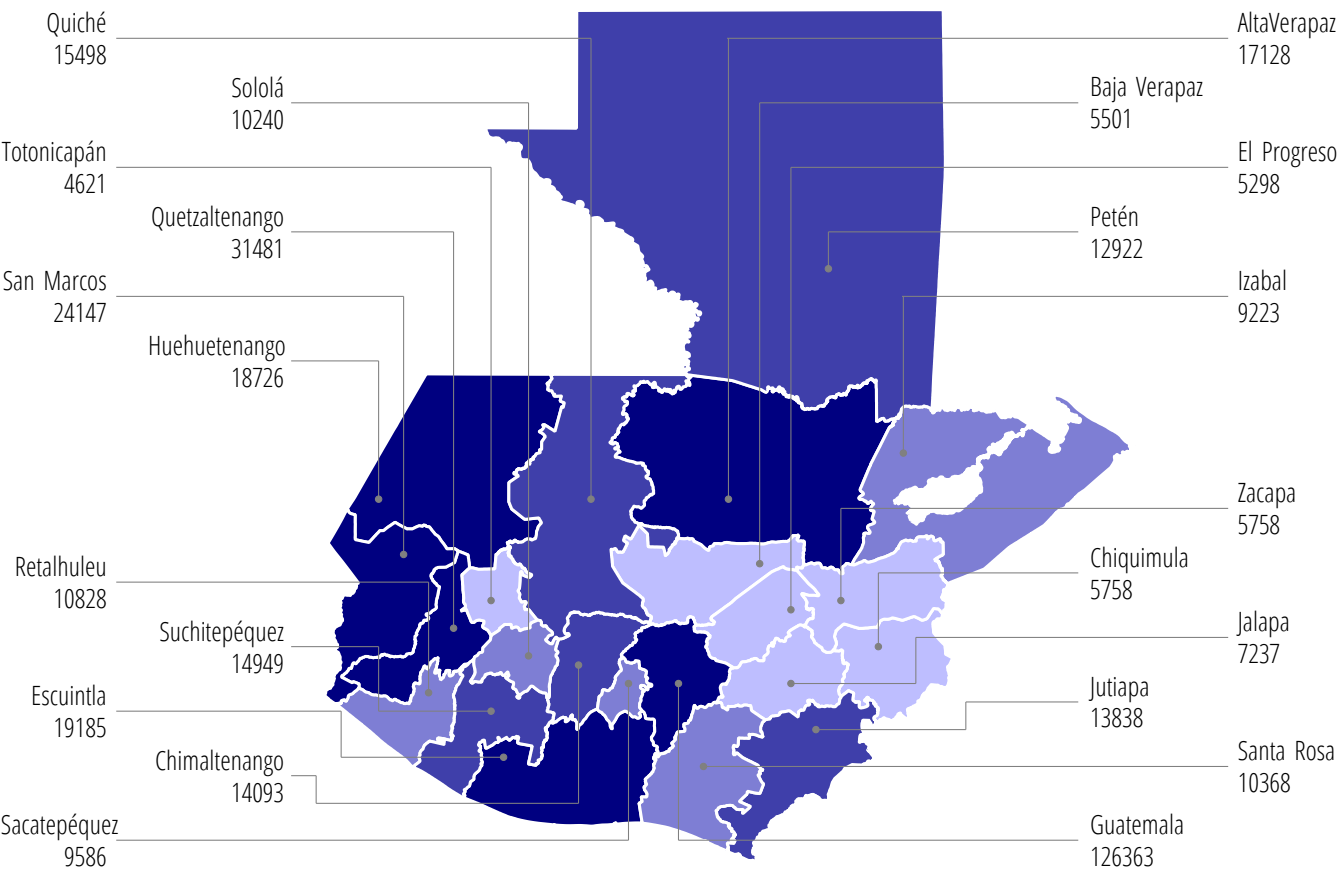 Quiché
15498
Sololá
10240
Totonicapán
4621
Quetzaltenango
31481
San Marcos
24147
Huehuetenango
18726
Retalhuleu
10828
Suchitepéquez
14949
Escuintla
19185
Chimaltenango
14093
Sacatepéquez
9586
AltaVerapaz
17128
Baja Verapaz
5501
El Progreso
5298
Petén
12922
Izabal
9223
Zacapa
5758
Chiquimula
5758
Jalapa
7237
Jutiapa
13838
Santa Rosa
10368
Guatemala
126363